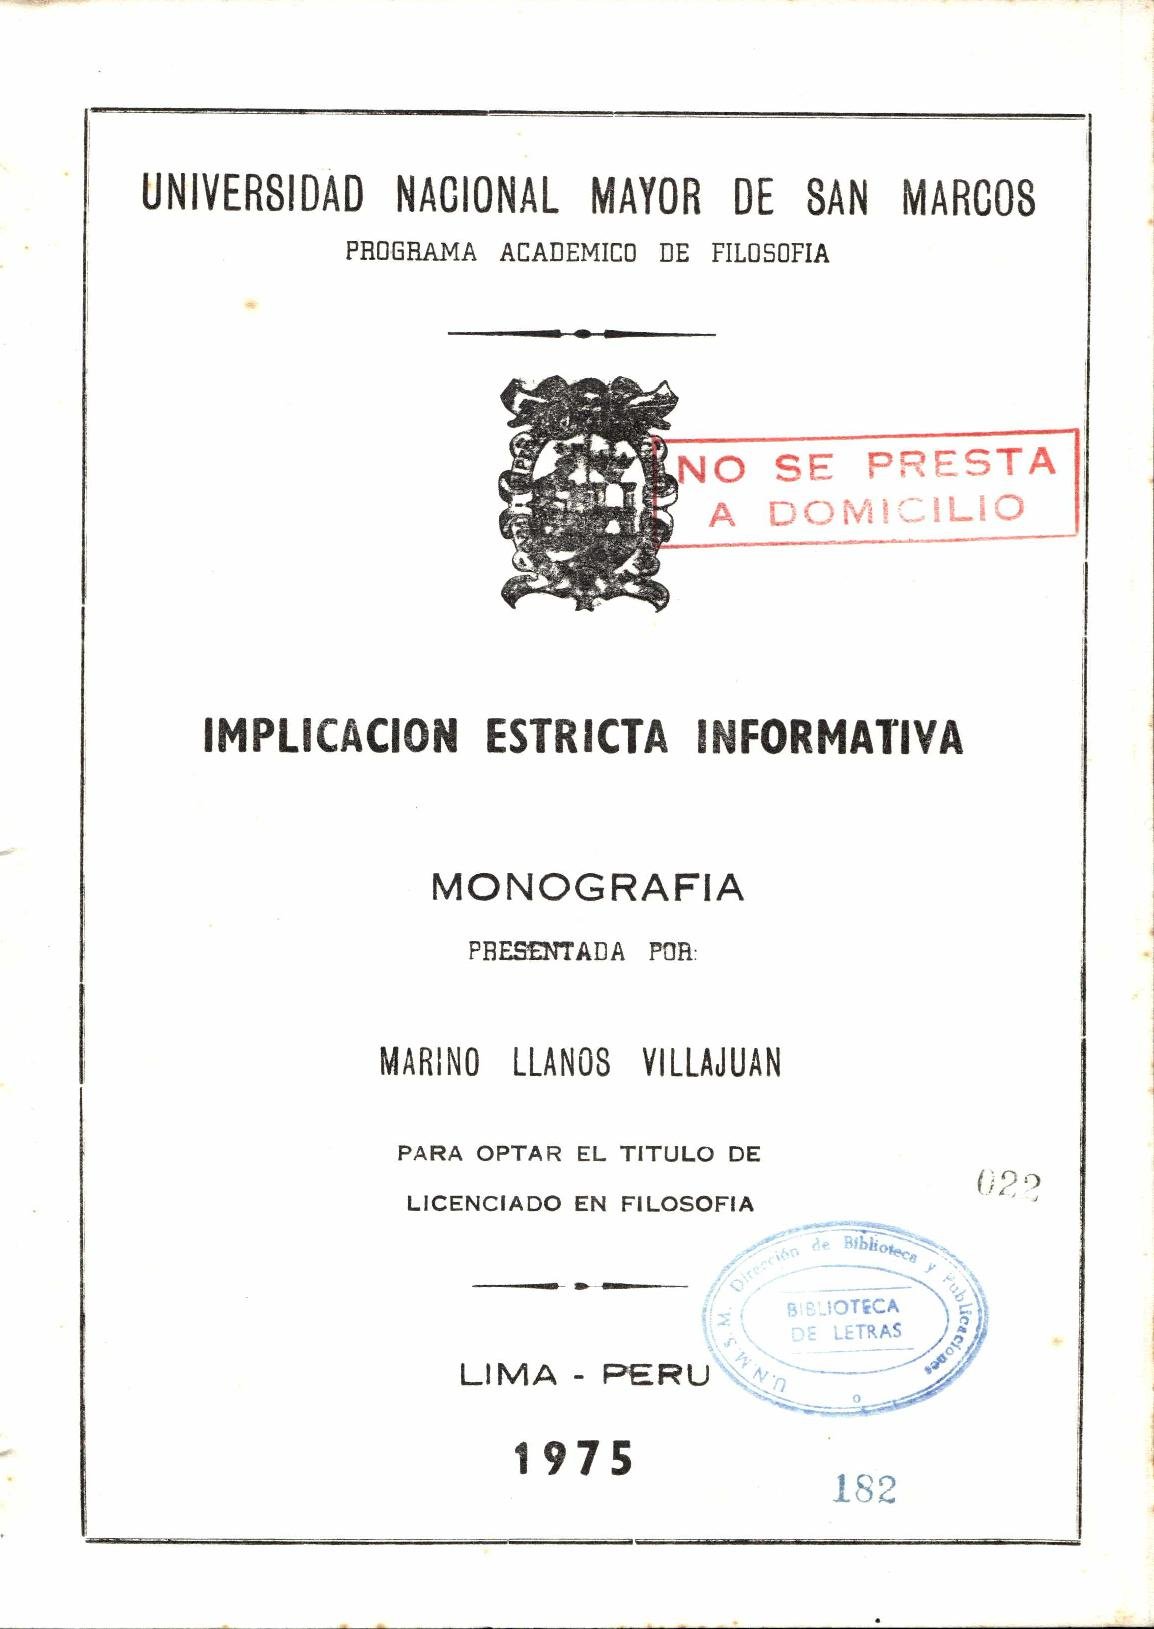 UNIVERSIDAD NACIONAL MAYOR DE SAN MARCOS
PROGRAMA ACADEMICO DE FILOSOFIA
NO SE PRESTA
A DOMICILIO
IMPLICACION ESTRICTA INFORMATIVA
MONOGRAFIA
PRESENTADA POR:
MARINO LLANOS VILLAJUAN
PARA OPTAR EL TITULO DE
LICENCIADO EN FILOSOFIA
022
U.N.M.S.M. Dirección de Biblioteca y Publicaciones
BIBLIOTECA
DE LETRAS
LIMA - PERU
1975
182